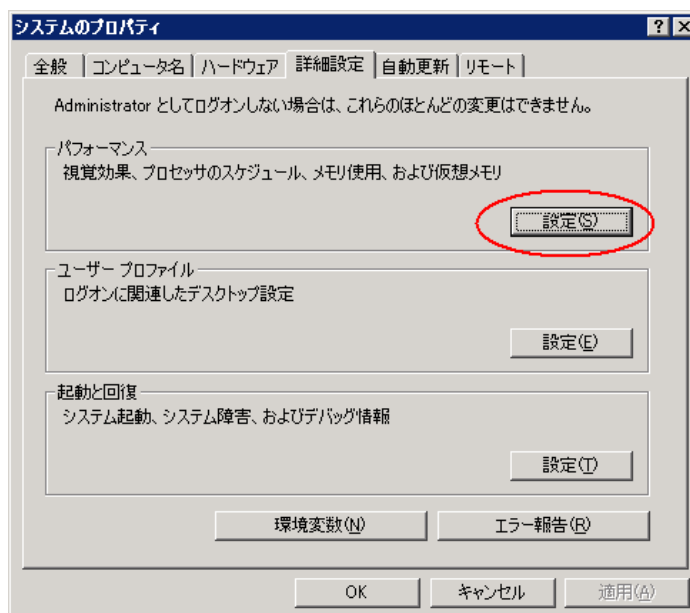 システムのプロパティ
全般 コンピュータ名 ハードウェア 詳細設定 自動更新 リモート
Administrator としてログオンしない場合は、これらのほとんどの変更はできません。
パフォーマンス
視覚効果、プロセッサのスケジュール、メモリ使用、および仮想メモリ
設定(S)
ユーザー プロファイル
ログオンに関連したデスクトップ設定
設定(E)
起動と回復
システム起動、システム障害、およびデバッグ情報
設定(T)
環境変数(N) エラー報告(R)
OK キャンセル 適用(A)